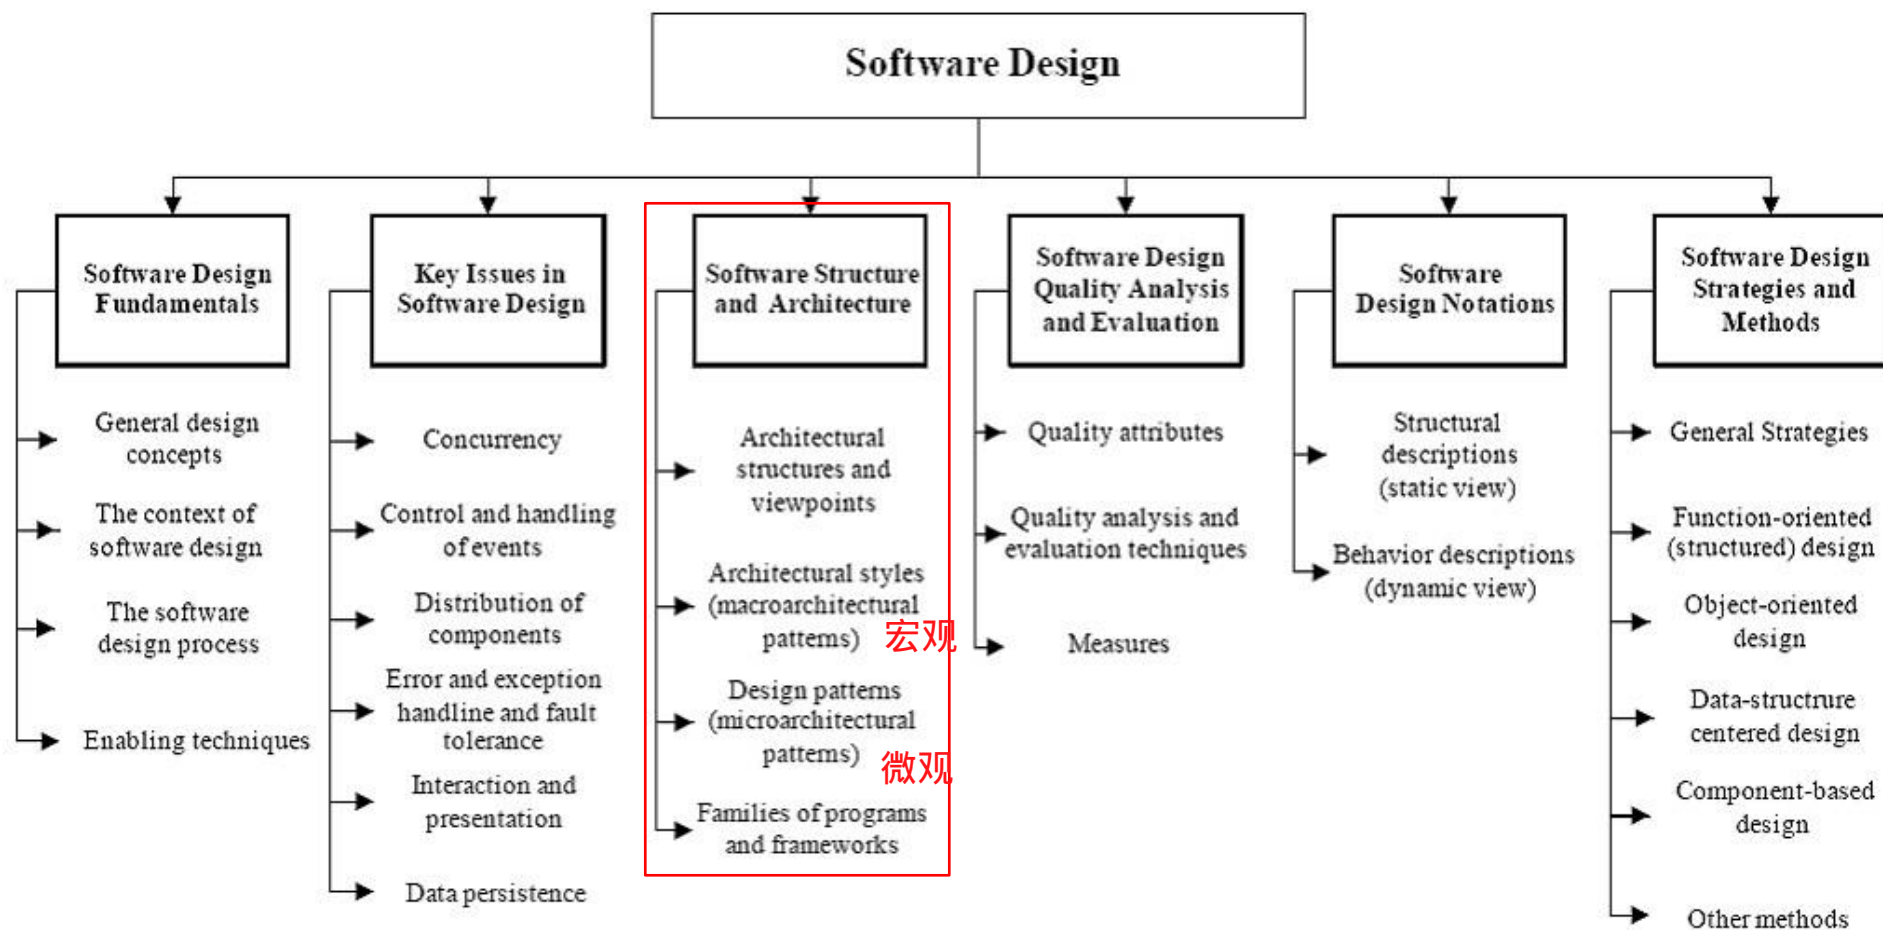 Software Design
Software Design
Fundamentals
General design
concepts
The context of
software design
The software
design process
Enabling techniques
Key Issues in
Software Design
Concurrency
Control and handling
of events
Distribution of
components
Error and exception
handline and fault
tolerance
Interaction and
presentation
Data persistence
Software Structure
and Architecture
Architectural
structures and
viewpoints
Architectural styles
(macroarchitectural
patterns)
宏观
Design patterns
(microarchitectural
patterns)
微观
Families of programs
and frameworks
Software Design
Quality Analysis
and Evaluation
Quality attributes
Quality analysis and
evaluation techniques
Measures
Software
Design Notations
Structural
descriptions
(static view)
Behavior descriptions
(dynamic view)
Software Design
Strategies and
Methods
General Strategies
Function-oriented
(structured) design
Object-oriented
design
Data-structrure
centered design
Component-based
design
Other methods